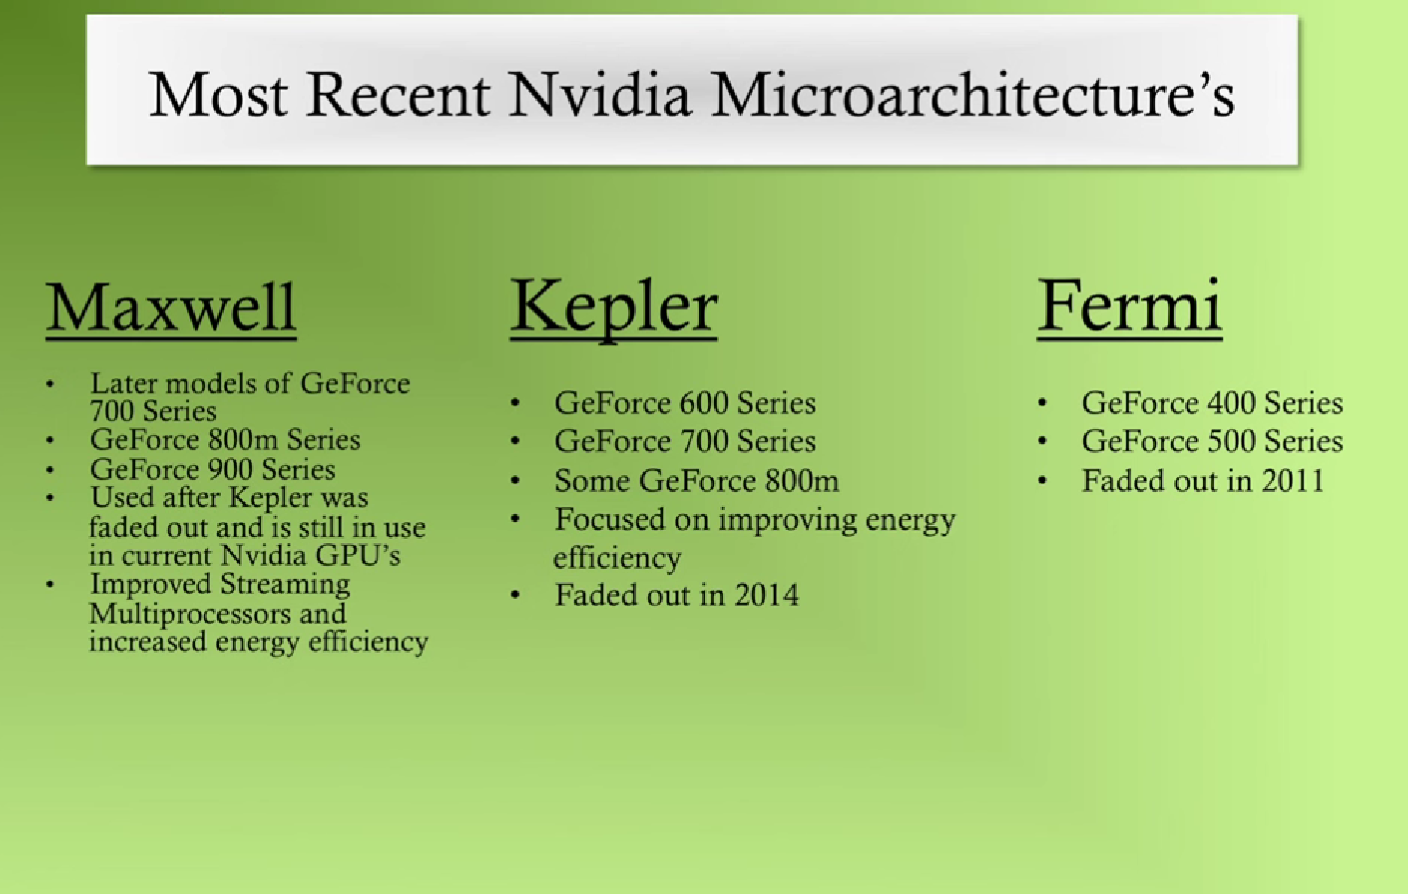 Most Recent Nvidia Microarchitecture’s
Maxwell
• Later models of GeForce
700 Series
• GeForce 800m Series
• GeForce 900 Series
• Used after Kepler was
faded out and is still in use
in current Nvidia GPU’s
• Improved Streaming
Multiprocessors and
increased energy efficiency
Kepler
• GeForce 600 Series
• GeForce 700 Series
• Some GeForce 800m
• Focused on improving energy
efficiency
• Faded out in 2014
Fermi
• GeForce 400 Series
• GeForce 500 Series
• Faded out in 2011